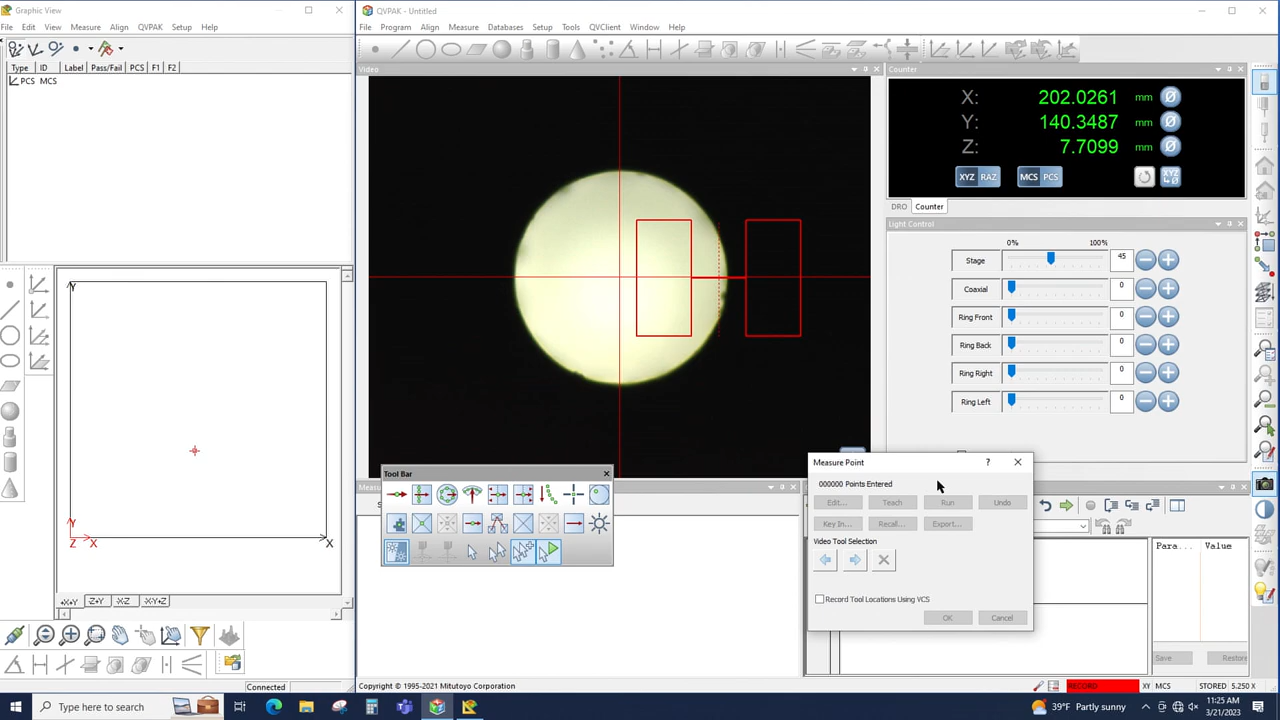 Graphic View
File Edit View Measure Align QVPAK Setup Tools
Type ID Label Pass/Fail PCS F1 F2
PCS MCS
Y
X
Y
Z X
+X+Y Z+Y -XZ -XY+Z
Connected
QVPAK - Untitled
File Program Align Measure Databases Setup Tools QVClient Window Help
Video
Counter
X: 202.0261 mm
Y: 140.3487 mm
Z: 7.7099 mm
XYZ RAZ MCS PCS XYZ
DRO Counter
Light Control
0% 100%
Stage 45
Coaxial 0
Ring Front 0
Ring Back 0
Ring Right 0
Ring Left 0
Tool Bar
Measure Point ?
000000 Points Entered
Edit... Teach Run Undo
Key In... Recall... Export...
Video Tool Selection
Record Tool Locations Using VCS
OK Cancel
Para... Value
Save Restore
Copyright © 1995-2021 Mitutoyo Corporation
RECORD XY MCS STORED 5.250 X
Type here to search
39°F Partly sunny
11:25 AM
3/21/2023